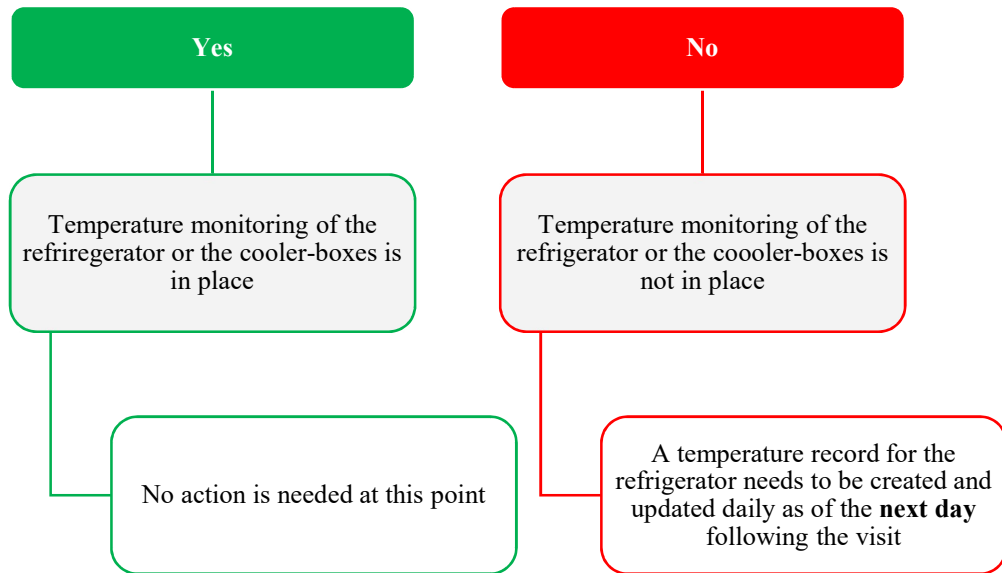 Yes
Temperature monitoring of the
refriregerator or the cooler-boxes is
in place
No action is needed at this point
No
Temperature monitoring of the
refrigerator or the coooler-boxes is
not in place
A temperature record for the
refrigerator needs to be created and
updated daily as of the next day
following the visit